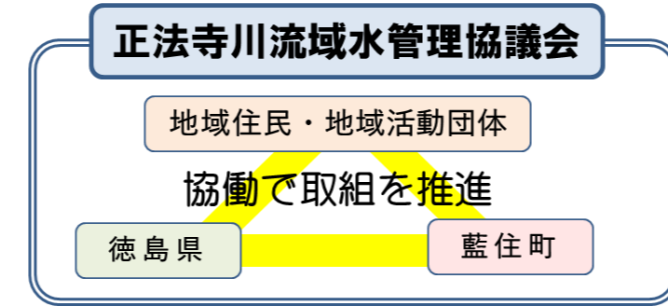 正法寺川流域水管理協議会
地域住民・地域活動団体
協働で取組を推進
徳島県
藍住町